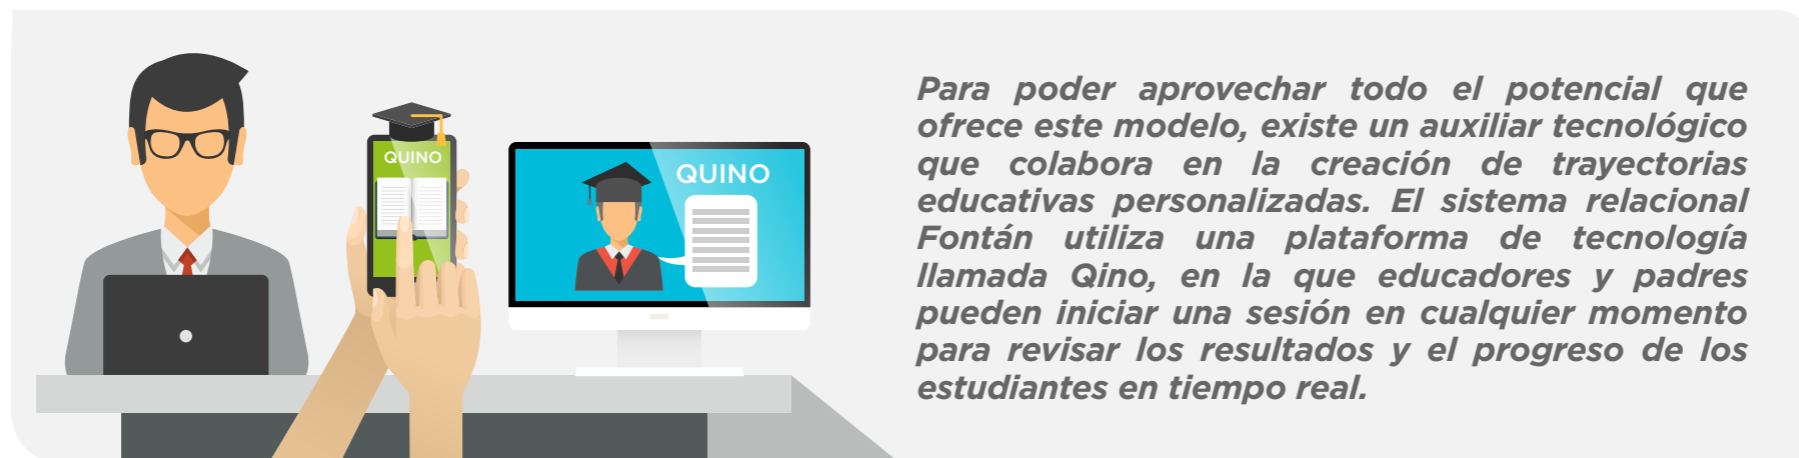 QUINO
QUINO
Para poder aprovechar todo el potencial que
ofrece este modelo, existe un auxiliar tecnológico
que colabora en la creación de trayectorias
educativas personalizadas. El sistema relacional
Fontán utiliza una plataforma de tecnología
llamada Qino, en la que educadores y padres
pueden iniciar una sesión en cualquier momento
para revisar los resultados y el progreso de los
estudiantes en tiempo real.